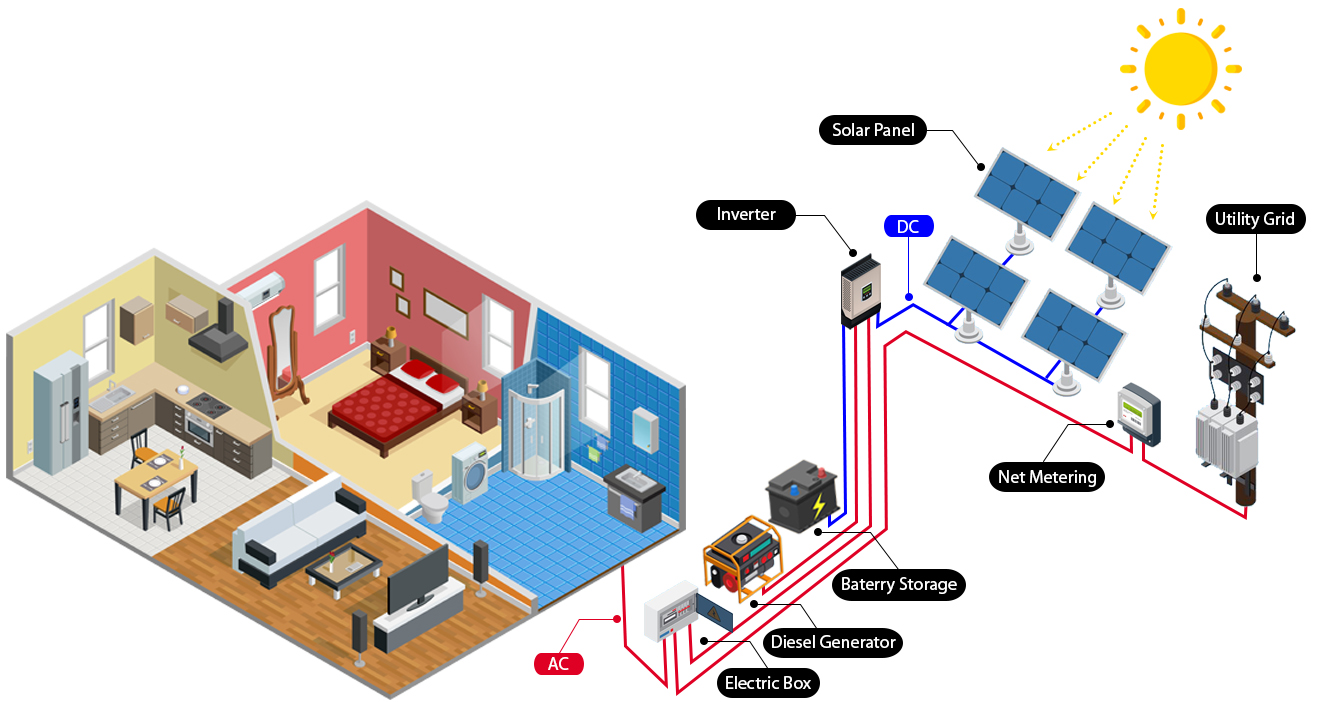 Solar Panel
Inverter
DC
Utility Grid
Net Metering
Baterry Storage
Diesel Generator
AC
Electric Box